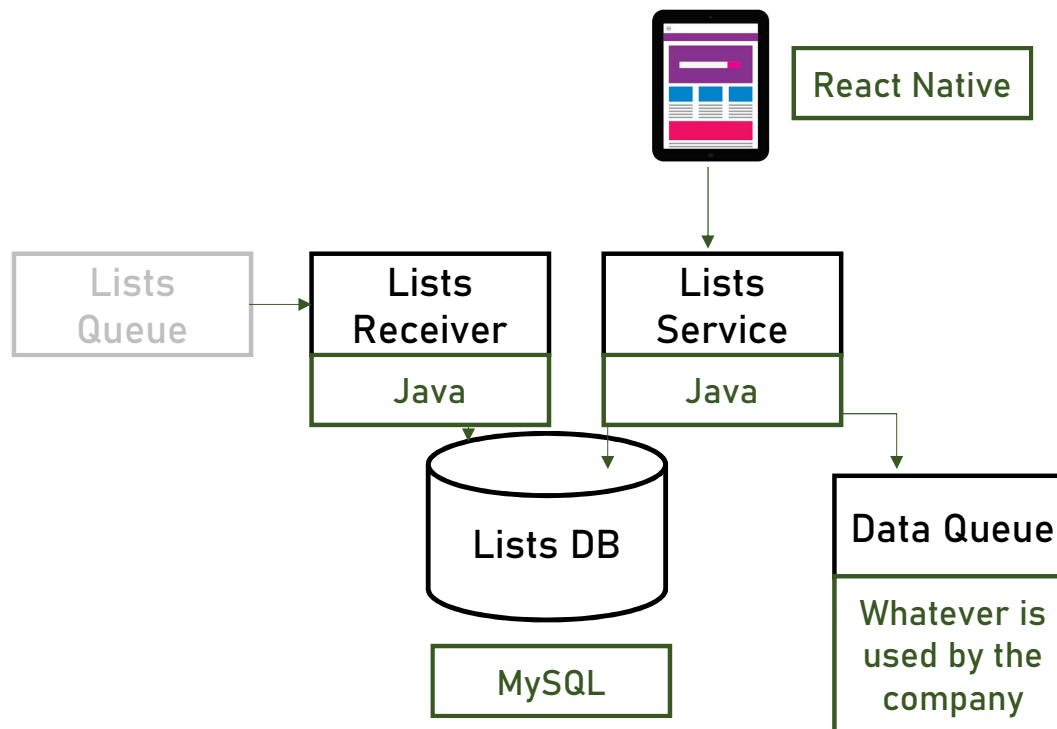 React Native
Lists
Queue
Lists
Receiver
Java
Lists
Service
Java
Lists DB
MySQL
Data Queue
Whatever is
used by the
company